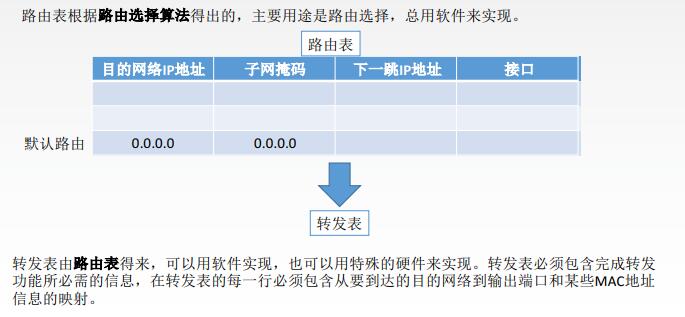 路由表根据路由选择算法得出的，主要用途是路由选择，总用软件来实现。
路由表
目的网络IP地址 子网掩码 下一跳IP地址 接口
默认路由 0.0.0.0 0.0.0.0
转发表
转发表由路由表得来，可以用软件实现，也可以用特殊的硬件来实现。转发表必须包含完成转发
功能所必需的信息，在转发表的每一行必须包含从要到达的目的网络到输出端口和某些MAC地址
信息的映射。